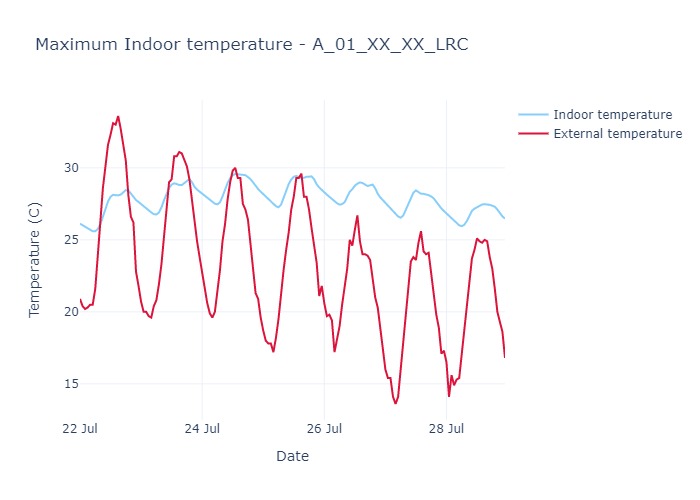 Maximum Indoor temperature - A_01_XX_XX_LRC
Indoor temperature
External temperature
Temperature (C)
30
25
20
15
22 Jul
24 Jul
26 Jul
28 Jul
Date